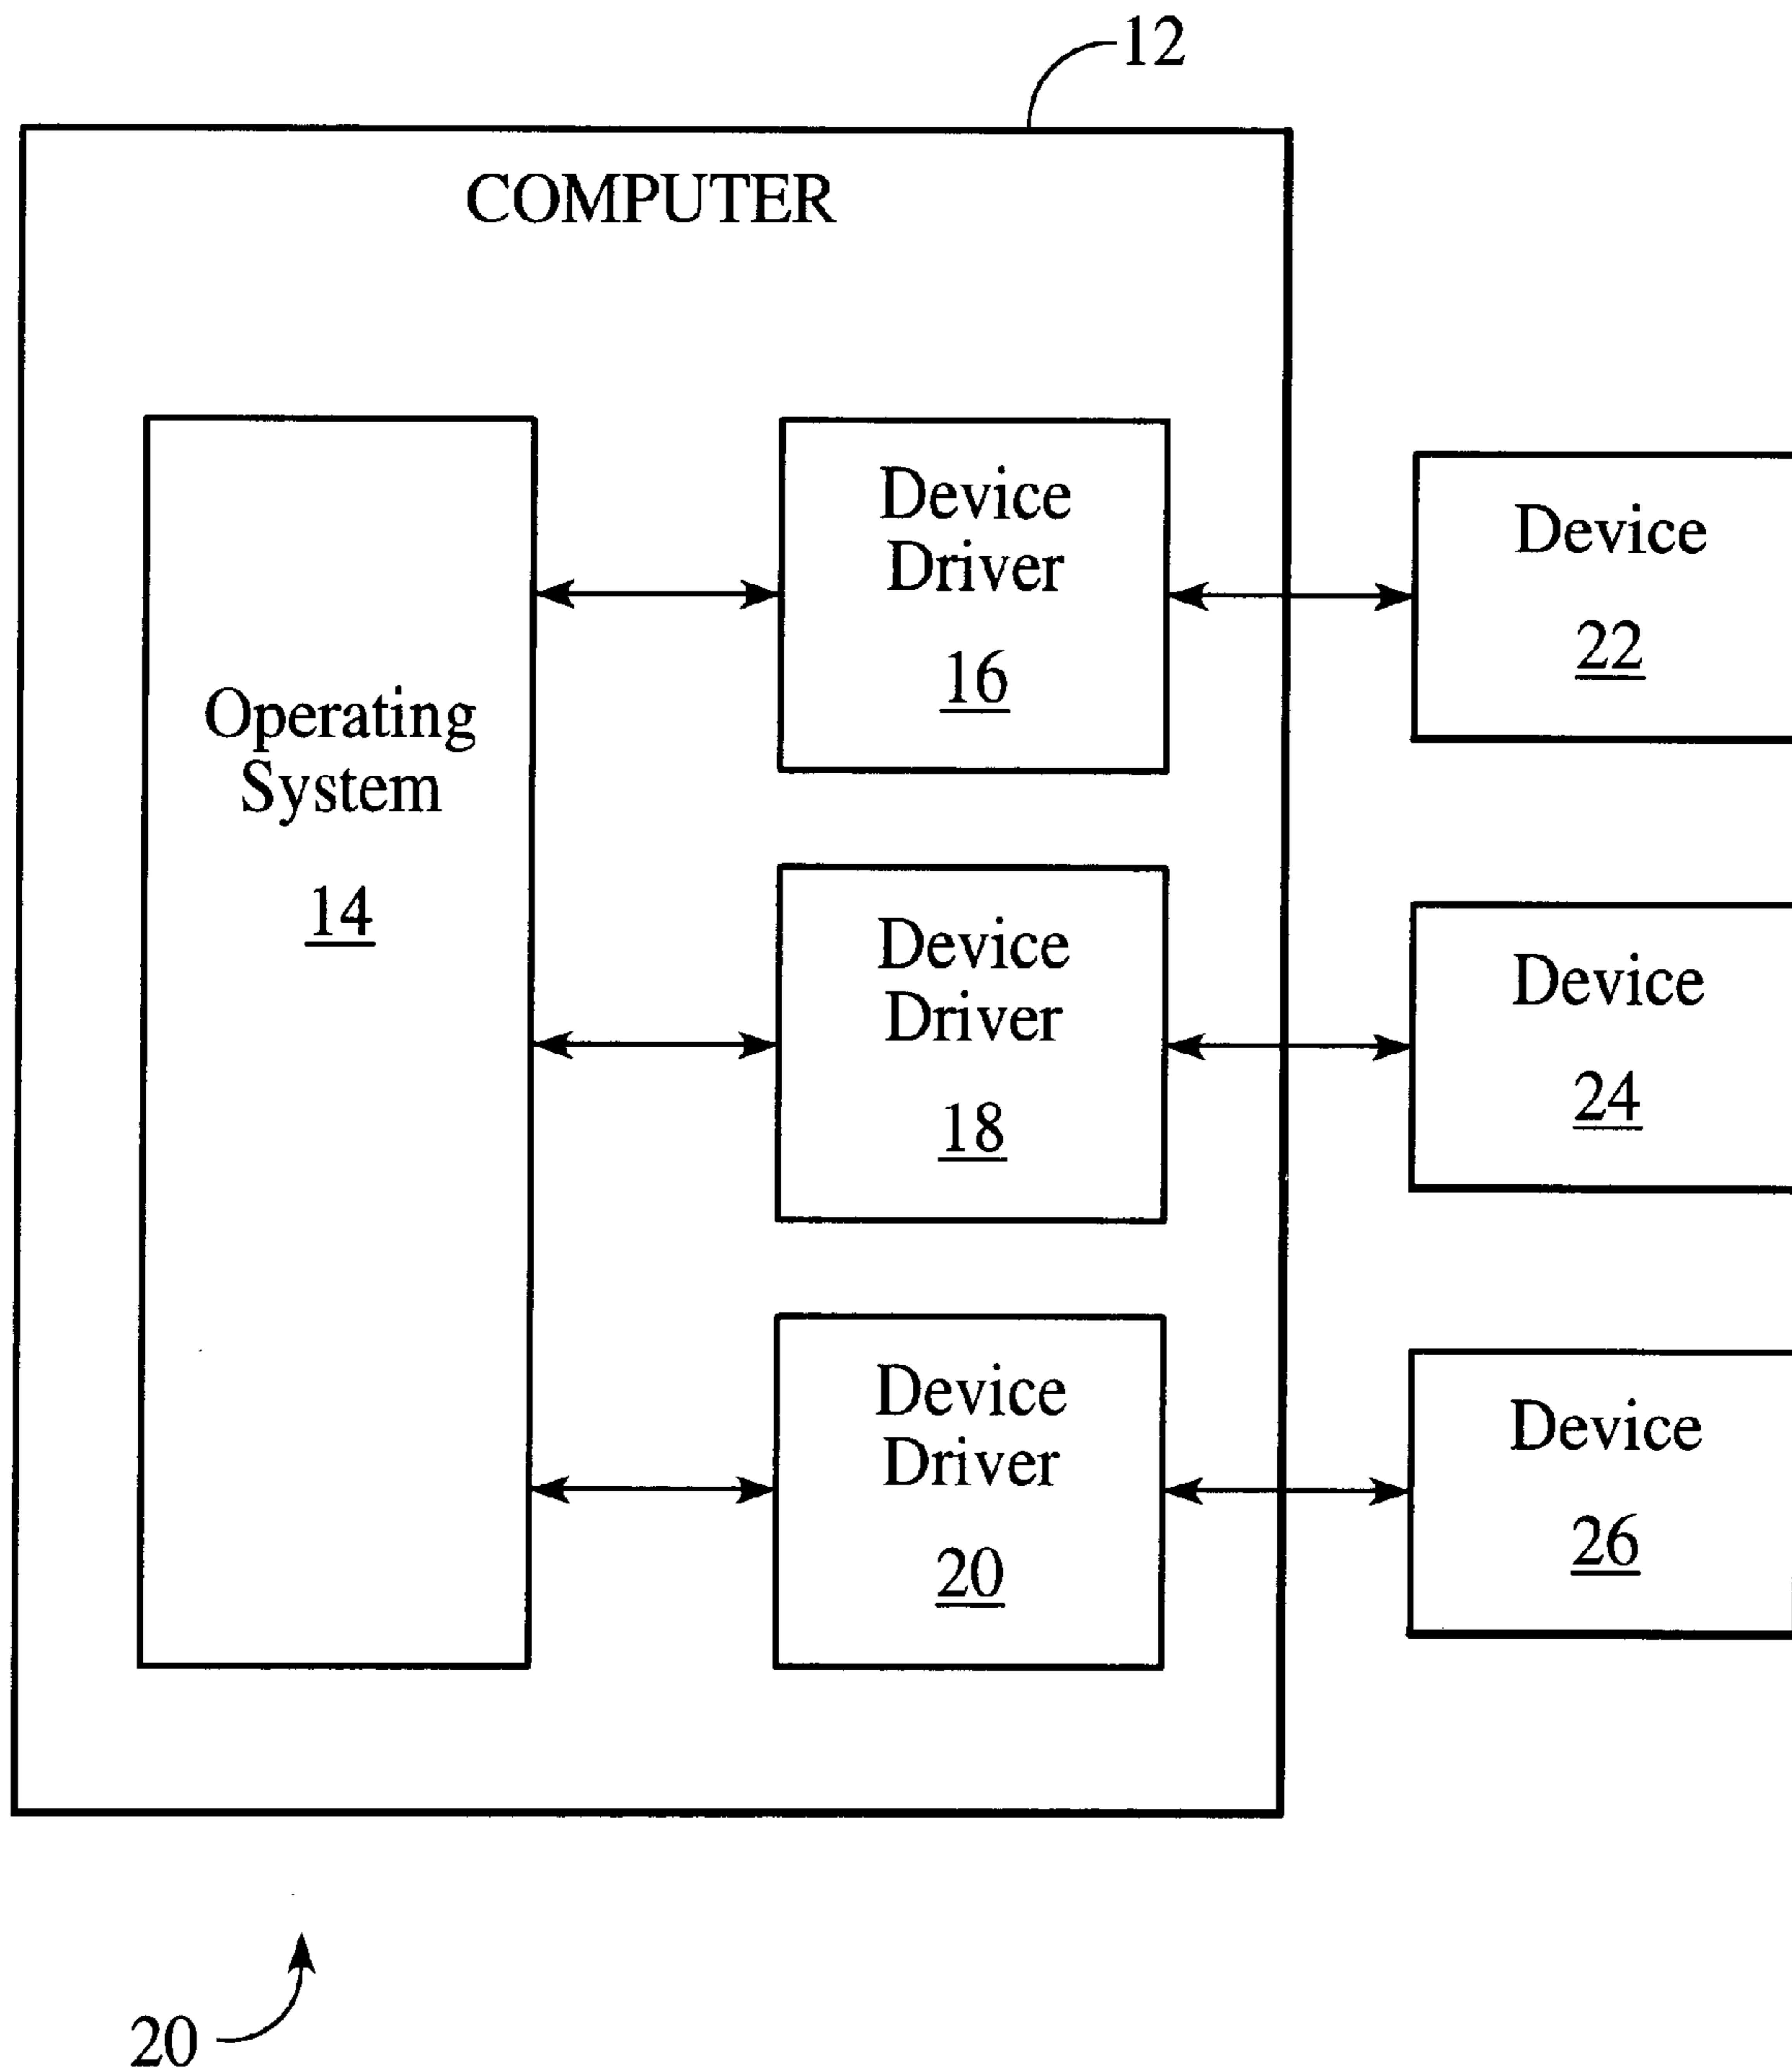 12
COMPUTER
Operating
System
14
Device
Driver
16
Device
22
Device
Driver
18
Device
24
Device
Driver
20
Device
26
20